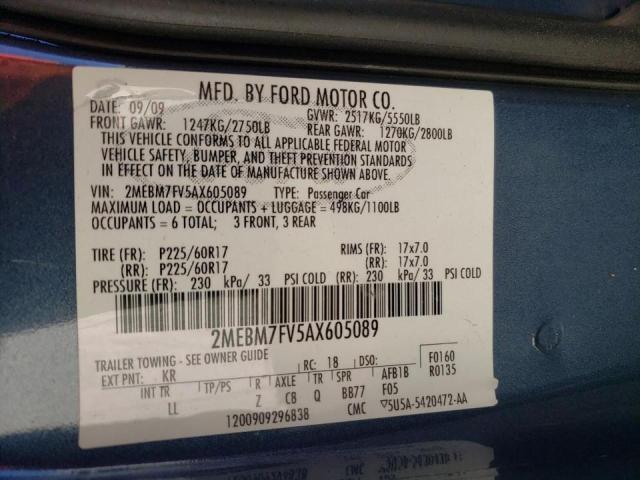 MFD. BY FORD MOTOR CO.
DATE: 09/09 GVWR: 2517KG/5550LB
FRONT GAWR: 1247KG/2750LB REAR GAWR: 1270KG/2800LB
THIS VEHICLE CONFORMS TO ALL APPLICABLE FEDERAL MOTOR
VEHICLE SAFETY, BUMPER, AND THEFT PREVENTION STANDARDS
IN EFFECT ON THE DATE OF MANUFACTURE SHOWN ABOVE.
VIN: 2MEBM7FV5AX605089 TYPE: Passenger Car
MAXIMUM LOAD = OCCUPANTS + LUGGAGE = 498KG/1100LB
OCCUPANTS = 6 TOTAL; 3 FRONT, 3 REAR
TIRE (FR): P225/60R17 RIMS (FR): 17x7.0
(RR): P225/60R17 (RR): 17x7.0
PRESSURE (FR): 230 kPa/ 33 PSI COLD (RR): 230 kPa/ 33 PSI COLD
2MEBM7FV5AX605089
TRAILER TOWING - SEE OWNER GUIDE
RC: 18 DSO: F0160
EXT PNT: KR R0135
INT TR TP/PS R AXLE TR SPR AFB1B
LL Z CB Q BB77 F05
1200909296838 CMC ▽5U5A-5420472-AA